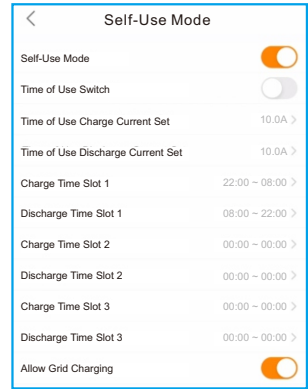 Self-Use Mode
Self-Use Mode
Time of Use Switch
Time of Use Charge Current Set 10.0A
Time of Use Discharge Current Set 10.0A
Charge Time Slot 1 22:00 ~ 08:00
Discharge Time Slot 1 08:00 ~ 22:00
Charge Time Slot 2 00:00 ~ 00:00
Discharge Time Slot 2 00:00 ~ 00:00
Charge Time Slot 3 00:00 ~ 00:00
Discharge Time Slot 3 00:00 ~ 00:00
Allow Grid Charging